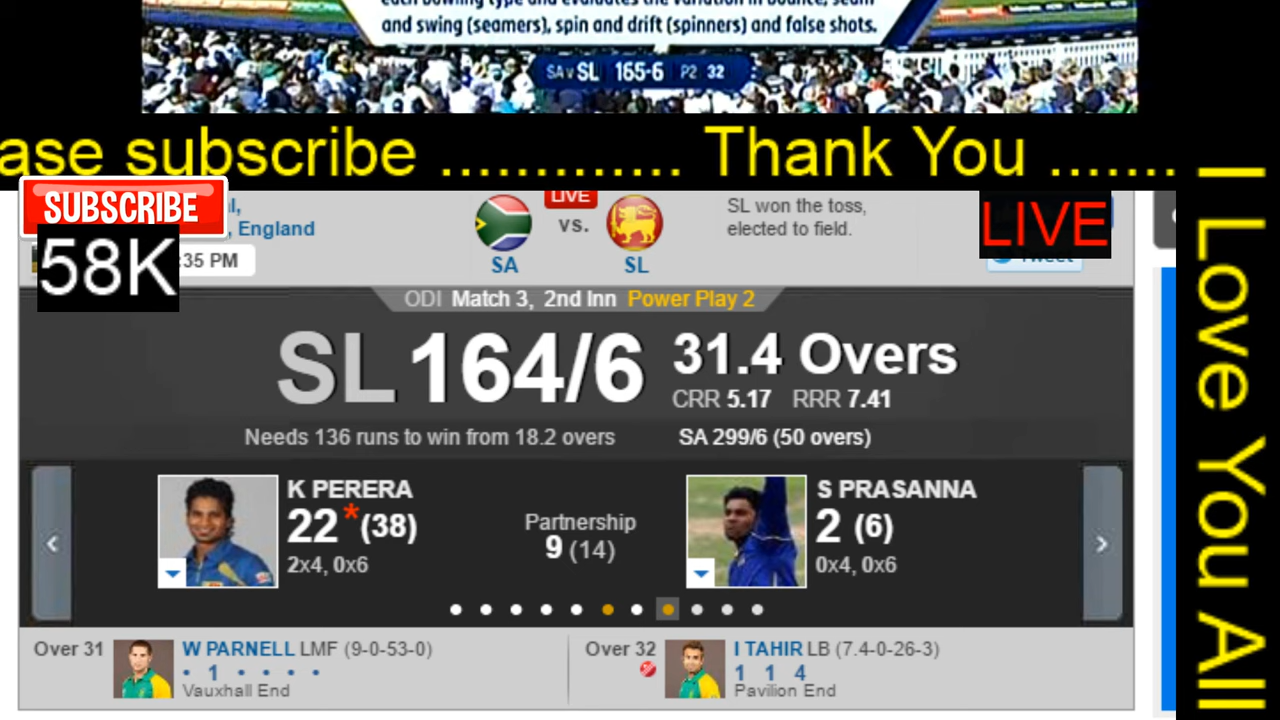 each bowling type and evaluates the variation in bounce, seam
and swing (seamers), spin and drift (spinners) and false shots.
SA v SL 165-6 P2 32
ase subscribe ............. Thank You .......
I Love You All
SUBSCRIBE
58K
l,
, England
:35 PM
LIVE
vs.
SA
SL
SL won the toss,
elected to field.
LIVE
Tweet
ODI Match 3, 2nd Inn Power Play 2
SL 164/6 31.4 Overs
CRR 5.17 RRR 7.41
Needs 136 runs to win from 18.2 overs SA 299/6 (50 overs)
K PERERA
22*(38)
2x4, 0x6
Partnership
9 (14)
S PRASANNA
2 (6)
0x4, 0x6
Over 31
W PARNELL LMF (9-0-53-0)
• 1 • • • •
Vauxhall End
Over 32
I TAHIR LB (7.4-0-26-3)
1 1 4
Pavilion End